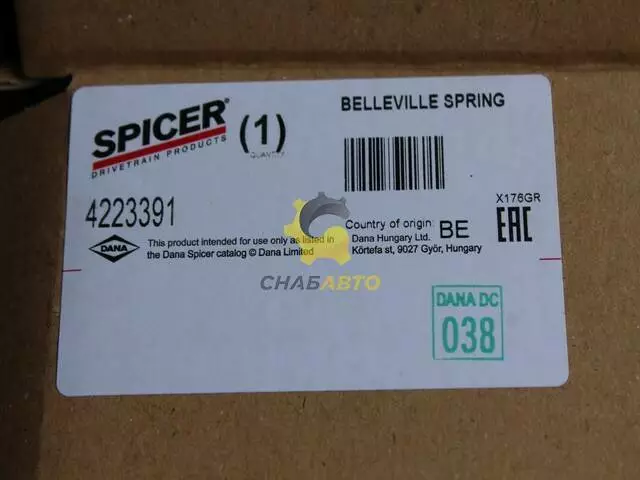 SPICER®
DRIVETRAIN PRODUCTS
(1)
QUANTITY
BELLEVILLE SPRING
4223391
X176GR
Country of origin: BE
EAC
DANA
This product intended for use only as listed in
the Dana Spicer catalog © Dana Limited
Dana Hungary Ltd.
Körtefa st, 9027 Győr, Hungary
СНАБАВТО
DANA DC
038